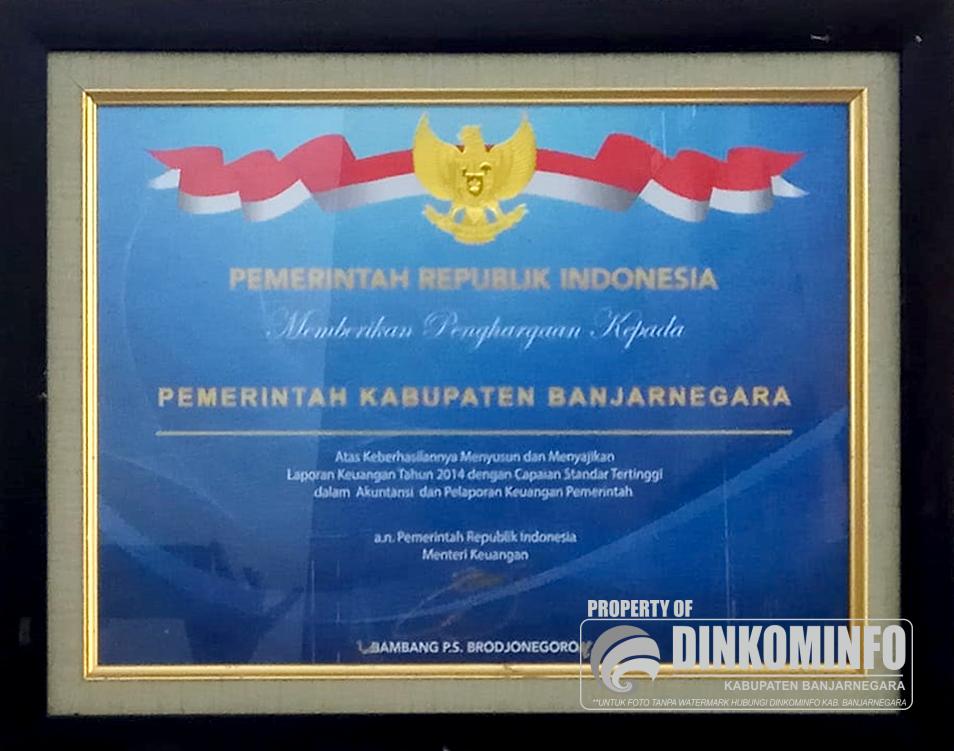 PEMERINTAH REPUBLIK INDONESIA
Memberikan Penghargaan Kepada
PEMERINTAH KABUPATEN BANJARNEGARA
Atas Keberhasilannya Menyusun dan Menyajikan
Laporan Keuangan Tahun 2014 dengan Capaian Standar Tertinggi
dalam Akuntansi dan Pelaporan Keuangan Pemerintah
a.n. Pemerintah Republik Indonesia
Menteri Keuangan
BAMBANG P.S. BRODJONEGORO
PROPERTY OF
DINKOMINFO
KABUPATEN BANJARNEGARA
**UNTUK FOTO TANPA WATERMARK HUBUNGI DINKOMINFO KAB. BANJARNEGARA